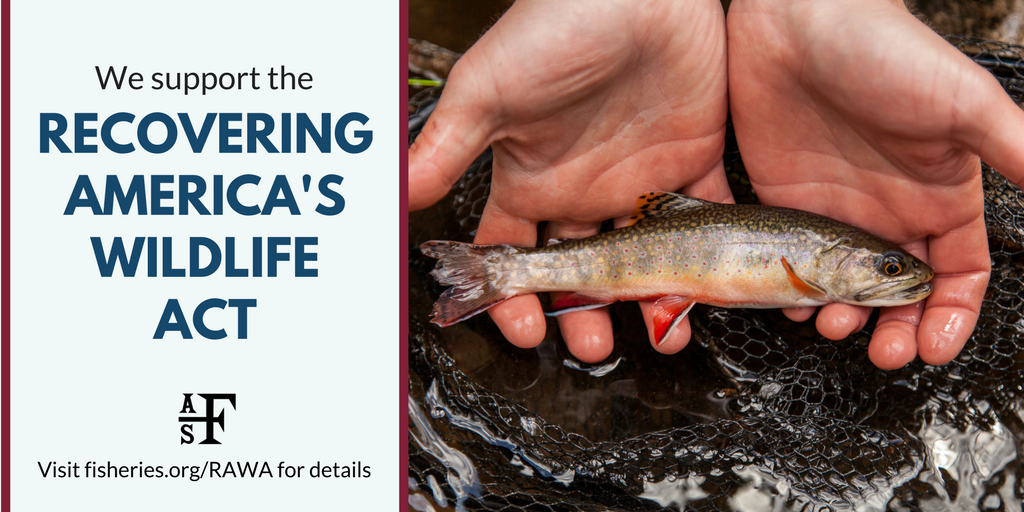 We support the
RECOVERING
AMERICA'S
WILDLIFE
ACT
AFS
Visit fisheries.org/RAWA for details